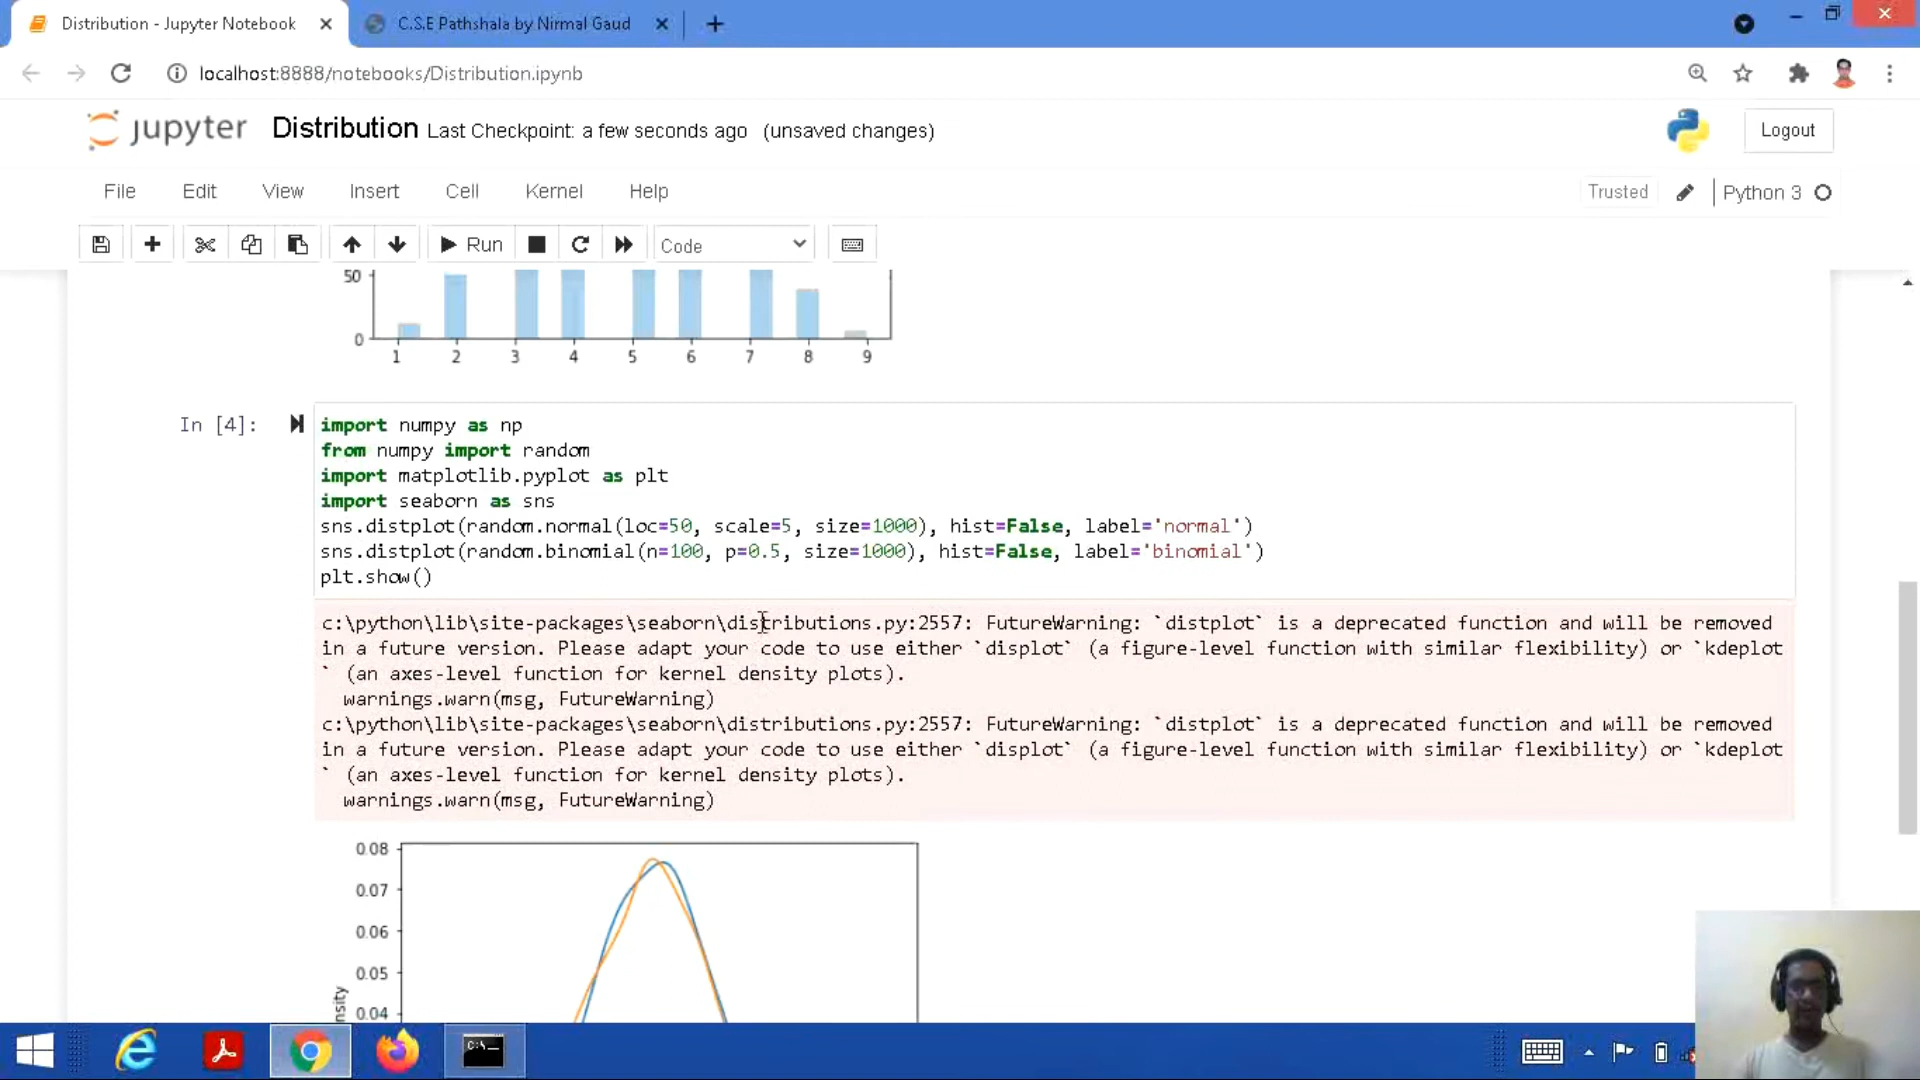 Distribution - Jupyter Notebook
C.S.E Pathshala by Nirmal Gaud
localhost:8888/notebooks/Distribution.ipynb
jupyter
Distribution Last Checkpoint: a few seconds ago (unsaved changes)
Logout
File Edit View Insert Cell Kernel Help
Trusted
Python 3
Run
Code
50
0
1 2 3 4 5 6 7 8 9
In [4]:
import numpy as np
from numpy import random
import matplotlib.pyplot as plt
import seaborn as sns
sns.distplot(random.normal(loc=50, scale=5, size=1000), hist=False, label='normal')
sns.distplot(random.binomial(n=100, p=0.5, size=1000), hist=False, label='binomial')
plt.show()
c:\python\lib\site-packages\seaborn\distributions.py:2557: FutureWarning: `distplot` is a deprecated function and will be removed
in a future version. Please adapt your code to use either `displot` (a figure-level function with similar flexibility) or `kdeplot
` (an axes-level function for kernel density plots).
warnings.warn(msg, FutureWarning)
c:\python\lib\site-packages\seaborn\distributions.py:2557: FutureWarning: `distplot` is a deprecated function and will be removed
in a future version. Please adapt your code to use either `displot` (a figure-level function with similar flexibility) or `kdeplot
` (an axes-level function for kernel density plots).
warnings.warn(msg, FutureWarning)
0.08
0.07
0.06
0.05
0.04
C:\_